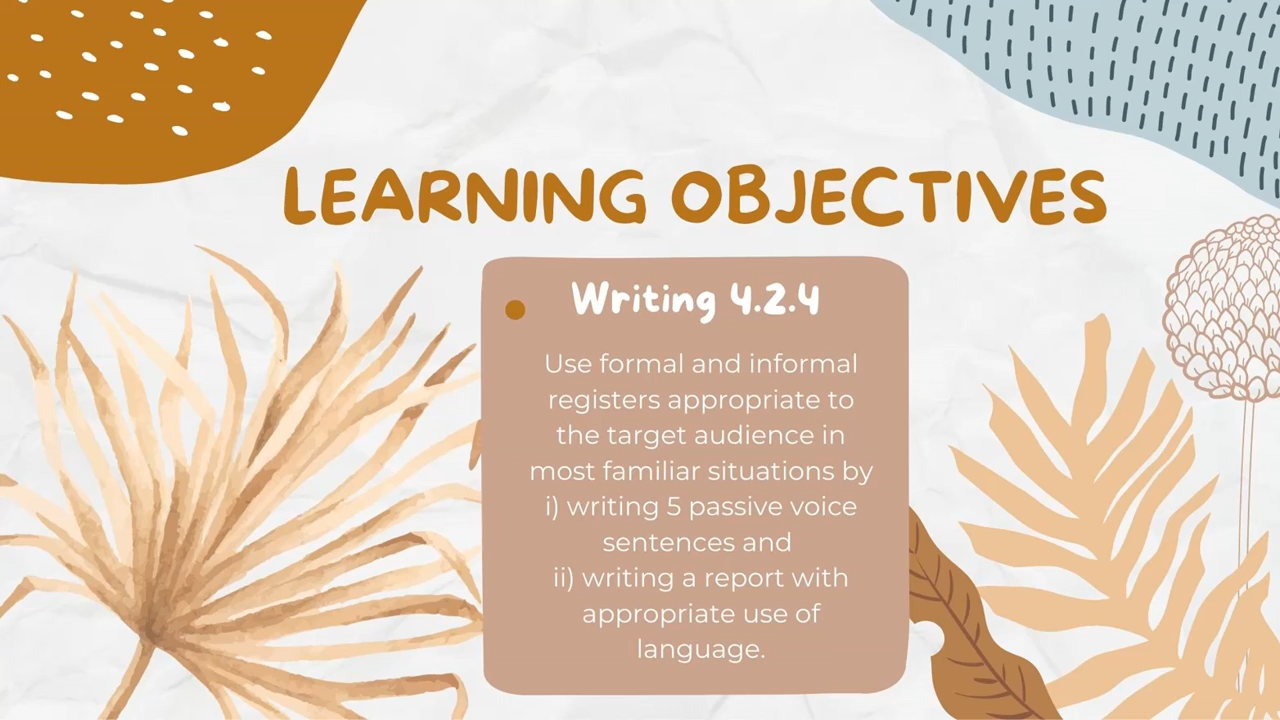 LEARNING OBJECTIVES
Writing 4.2.4
Use formal and informal
registers appropriate to
the target audience in
most familiar situations by
i) writing 5 passive voice
sentences and
ii) writing a report with
appropriate use of
language.